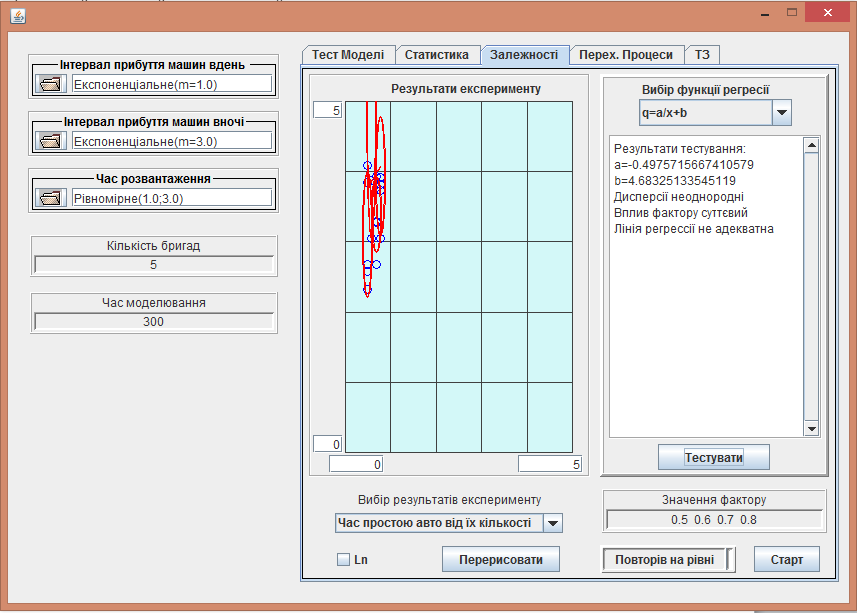 Інтервал прибуття машин вдень
Експоненціальне(m=1.0)
Інтервал прибуття машин вночі
Експоненціальне(m=3.0)
Час розвантаження
Рівномірне(1.0;3.0)
Кількість бригад
5
Час моделювання
300
Тест Моделі
Статистика
Залежності
Перех. Процеси
ТЗ
Результати експерименту
5
0
0
5
Вибір результатів експерименту
Час простою авто від їх кількості
Ln
Перерисовати
Вибір функції регресії
q=a/x+b
Результати тестування:
a=-0.4975715667410579
b=4.68325133545119
Дисперсії неоднородні
Вплив фактору суттєвий
Лінія регрессії не адекватна
Тестувати
Значення фактору
0.5 0.6 0.7 0.8
Повторів на рівні
Старт